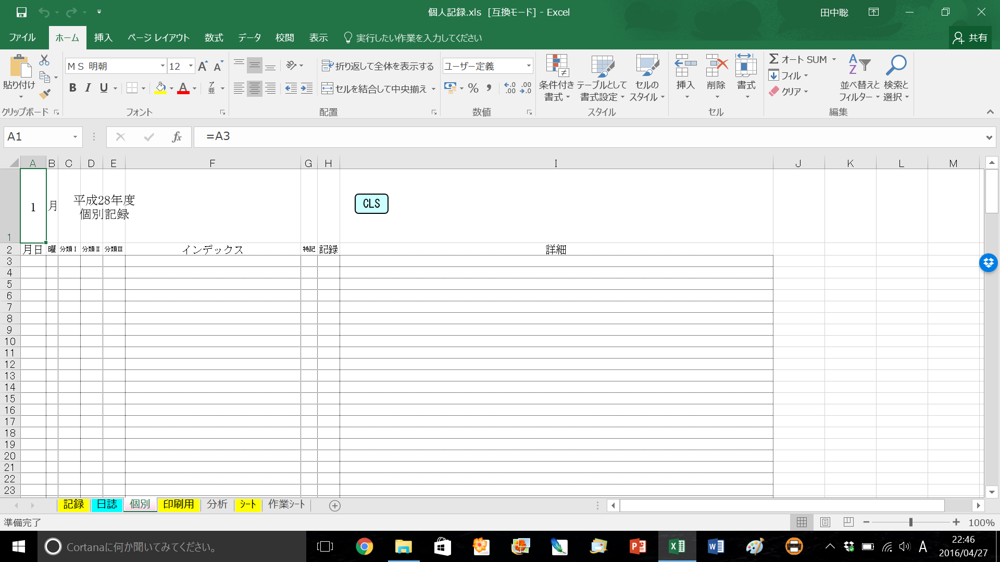 個人記録.xls  [互換モード] - Excel
田中聡
ファイル ホーム 挿入 ページ レイアウト 数式 データ 校閲 表示 実行したい作業を入力してください 共有
貼り付け
クリップボード
ＭＳ 明朝 12
B I U A 亜
フォント
折り返して全体を表示する
セルを結合して中央揃え
配置
ユーザー定義
% ,
数値
条件付き書式
テーブルとして書式設定
セルのスタイル
スタイル
挿入 削除 書式
セル
オート SUM
フィル
クリア
並べ替えとフィルター
検索と選択
編集
A1 fx =A3
A B C D E F G H I J K L M
1 月
平成28年度
個別記録
CLS
1
2 月日 曜 分類Ⅰ 分類Ⅱ 分類Ⅲ インデックス 特記 記録 詳細
3
4
5
6
7
8
9
10
11
12
13
14
15
16
17
18
19
20
21
22
23
記録 日誌 個別 印刷用 分析 ｼｰﾄ 作業ｼｰﾄ
準備完了 100%
Cortanaに何か聞いてみてください。
A
22:46
2016/04/27